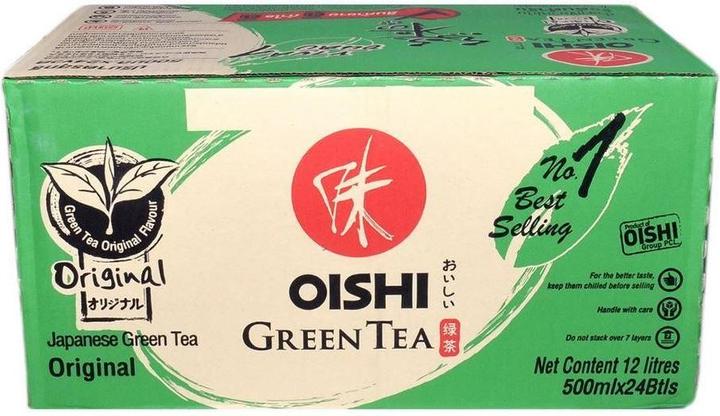 Green Tea Original Flavour
Original
オリジナル
Japanese Green Tea
Original
味
OISHI
おいしい
GREEN TEA
绿茶
No.1
Best
Selling
Product of
OISHI
Group PCL.
For the better taste,
keep them chilled before selling
Handle with care
Do not stack over 7 layers
Net Content 12 litres
500mlx24Btls